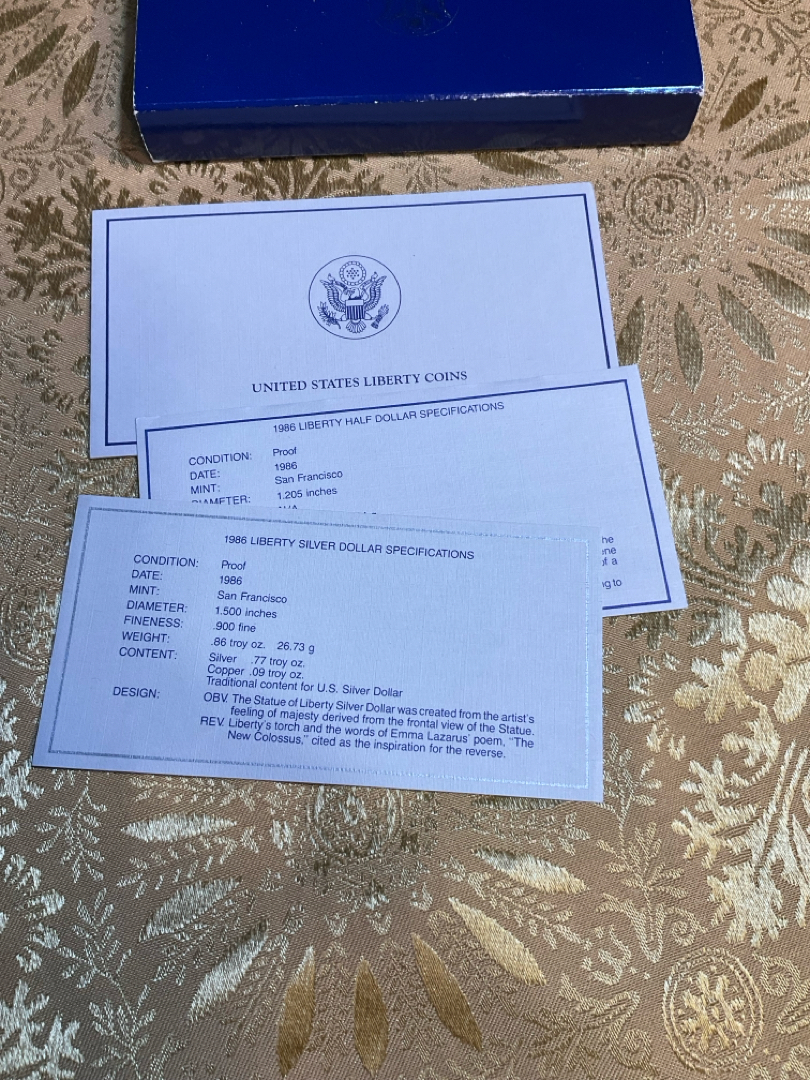 UNITED STATES LIBERTY COINS
1986 LIBERTY HALF DOLLAR SPECIFICATIONS
CONDITION: Proof
DATE: 1986
MINT: San Francisco
DIAMETER: 1.205 inches
N/A
he
ene
of a
ng to
1986 LIBERTY SILVER DOLLAR SPECIFICATIONS
CONDITION: Proof
DATE: 1986
MINT: San Francisco
DIAMETER: 1.500 inches
FINENESS: .900 fine
WEIGHT: .86 troy oz. 26.73 g
CONTENT: Silver .77 troy oz.
Copper .09 troy oz.
Traditional content for U.S. Silver Dollar
DESIGN: OBV. The Statue of Liberty Silver Dollar was created from the artist's
feeling of majesty derived from the frontal view of the Statue.
REV. Liberty's torch and the words of Emma Lazarus' poem, "The
New Colossus," cited as the inspiration for the reverse.